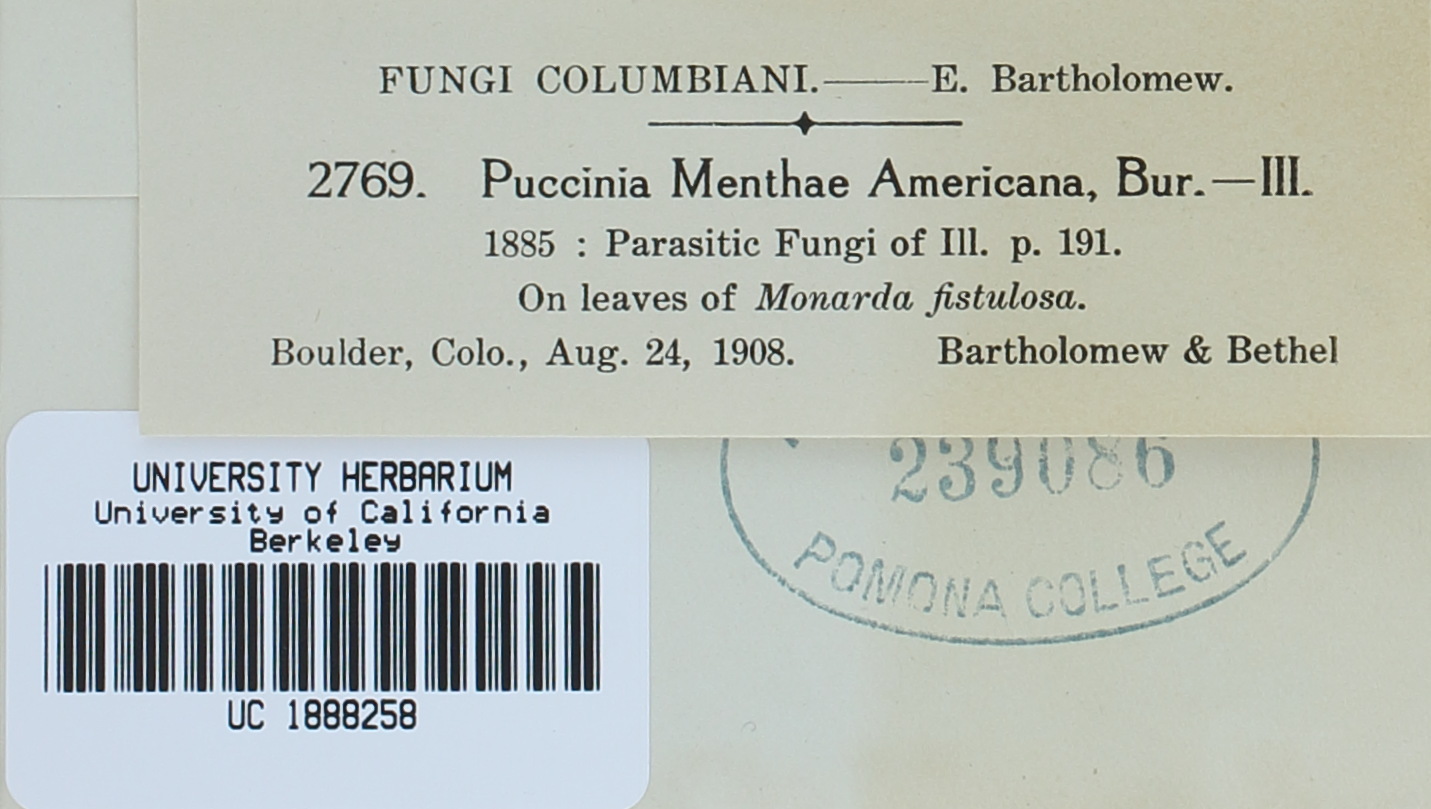 FUNGI COLUMBIANI.——E. Bartholomew.
2769. Puccinia Menthae Americana, Bur.—III.
1885 : Parasitic Fungi of Ill. p. 191.
On leaves of Monarda fistulosa.
Boulder, Colo., Aug. 24, 1908. Bartholomew & Bethel
UNIVERSITY HERBARIUM
University of California
Berkeley
UC 1888258
239086
POMONA COLLEGE